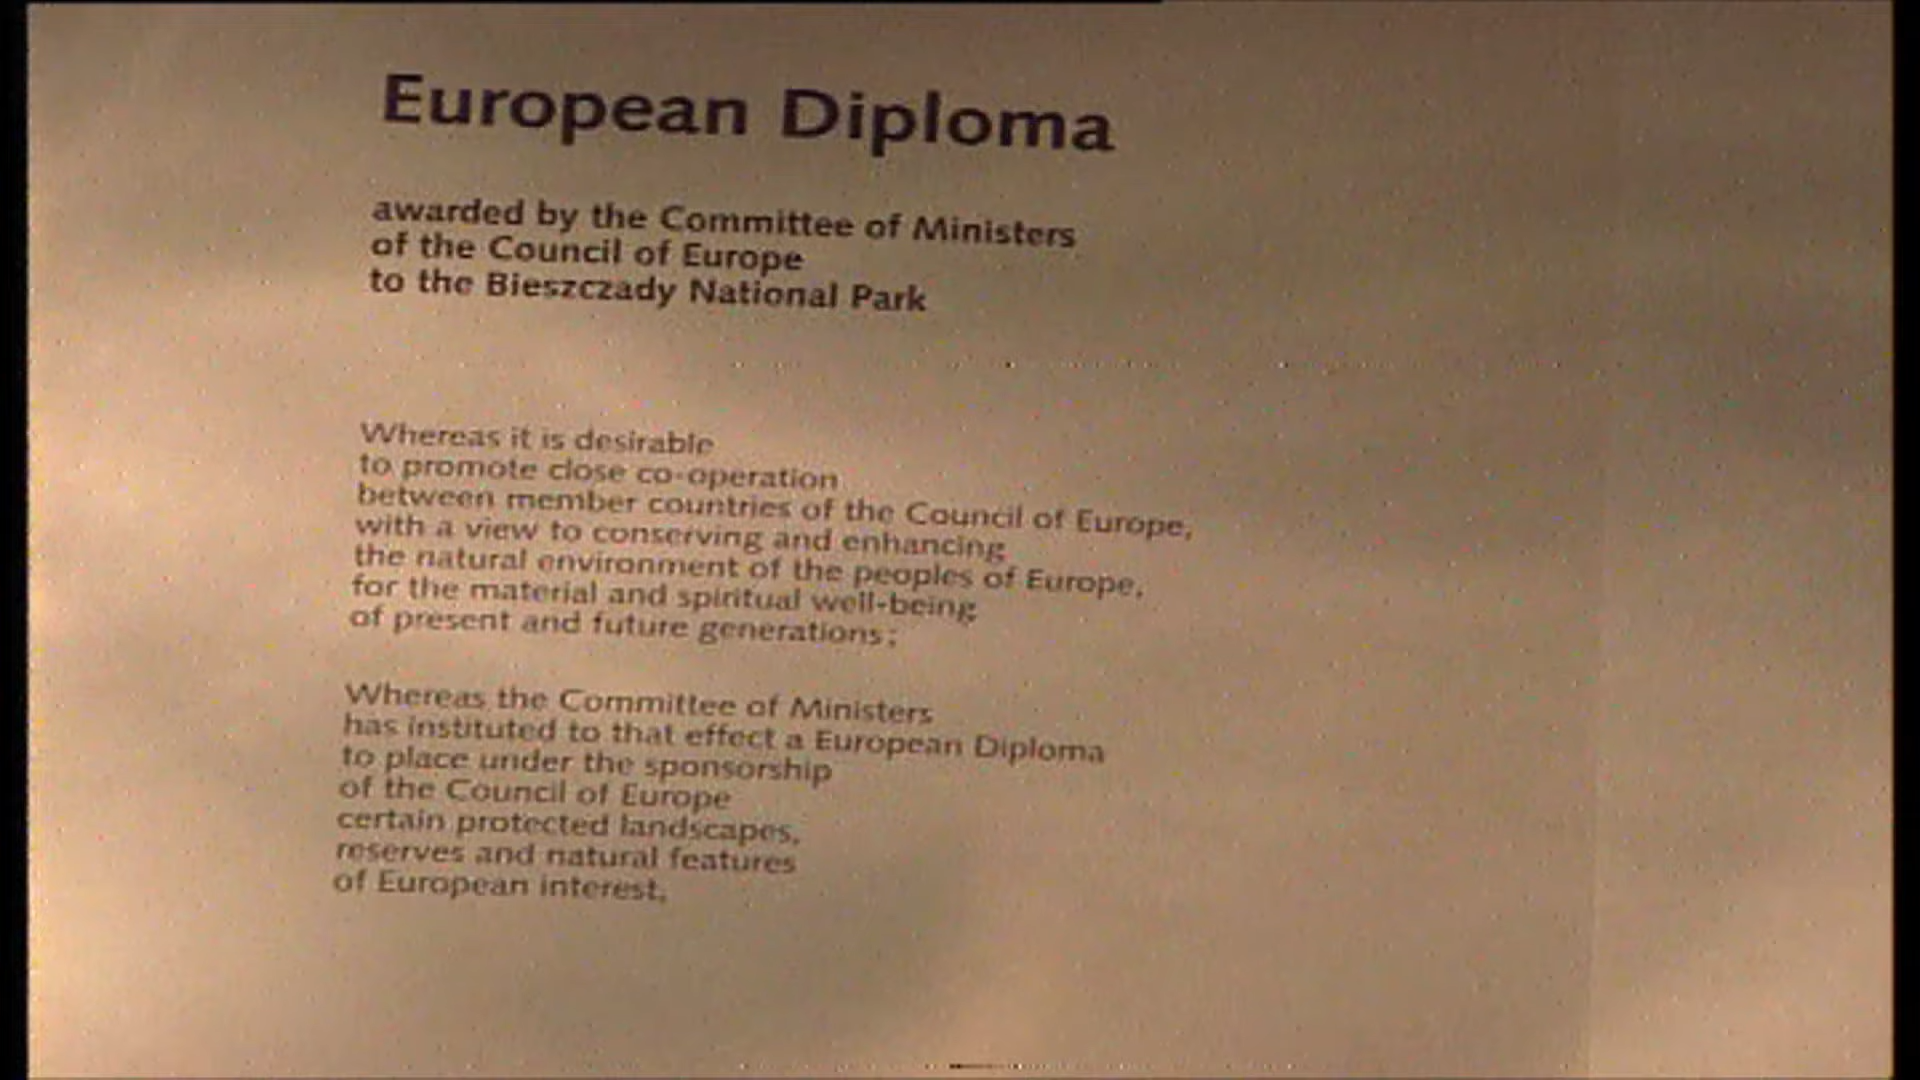 European Diploma
awarded by the Committee of Ministers
of the Council of Europe
to the Bieszczady National Park
Whereas it is desirable
to promote close co-operation
between member countries of the Council of Europe,
with a view to conserving and enhancing
the natural environment of the peoples of Europe,
for the material and spiritual well-being
of present and future generations;
Whereas the Committee of Ministers
has instituted to that effect a European Diploma
to place under the sponsorship
of the Council of Europe
certain protected landscapes,
reserves and natural features
of European interest,